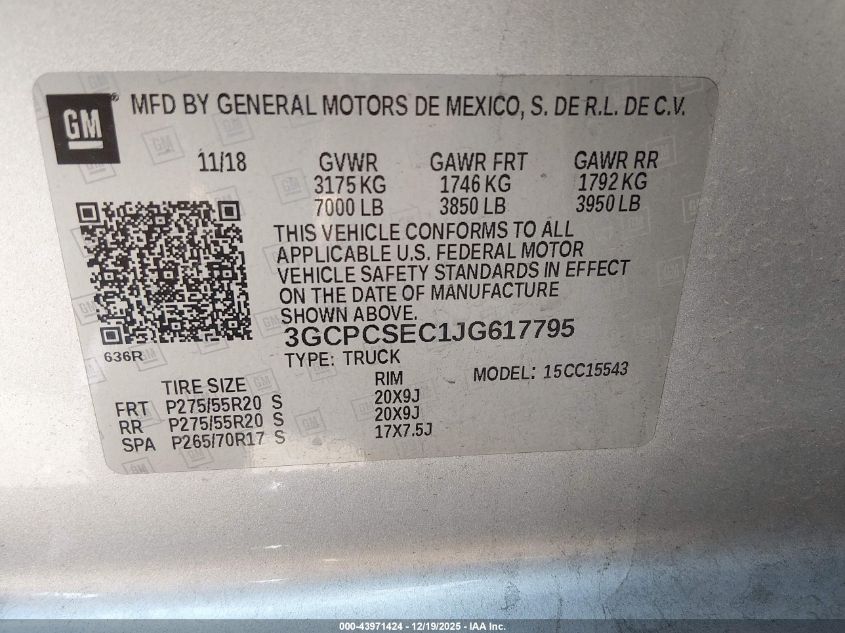 GM ® MFD BY GENERAL MOTORS DE MEXICO, S. DE R.L. DE C.V.
11/18 GVWR GAWR FRT GAWR RR
3175 KG 1746 KG 1792 KG
7000 LB 3850 LB 3950 LB
THIS VEHICLE CONFORMS TO ALL
APPLICABLE U.S. FEDERAL MOTOR
VEHICLE SAFETY STANDARDS IN EFFECT
ON THE DATE OF MANUFACTURE
SHOWN ABOVE.
3GCPCSEC1JG617795
636R
TYPE: TRUCK
MODEL: 15CC15543
TIRE SIZE RIM
FRT P275/55R20 S 20X9J
RR P275/55R20 S 20X9J
SPA P265/70R17 S 17X7.5J
000-43971424 - 12/19/2025 - IAA Inc.